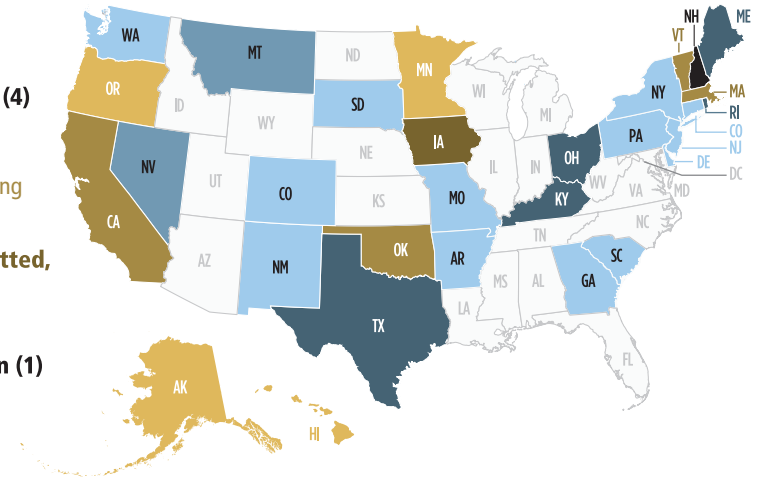 NH
ME
WA
VT
MT
ND
MN
OR
(4)
ID
SD
WI
NY
MA
MI
RI
WY
CO
IA
PA
NJ
NE
OH
DE
NV
IL
IN
DC
ng
UT
CO
WV
MD
KS
MO
VA
KY
CA
NC
TN
OK
tted,
AZ
NM
AR
SC
GA
MS
AL
LA
TX
FL
n (1)
AK
HI